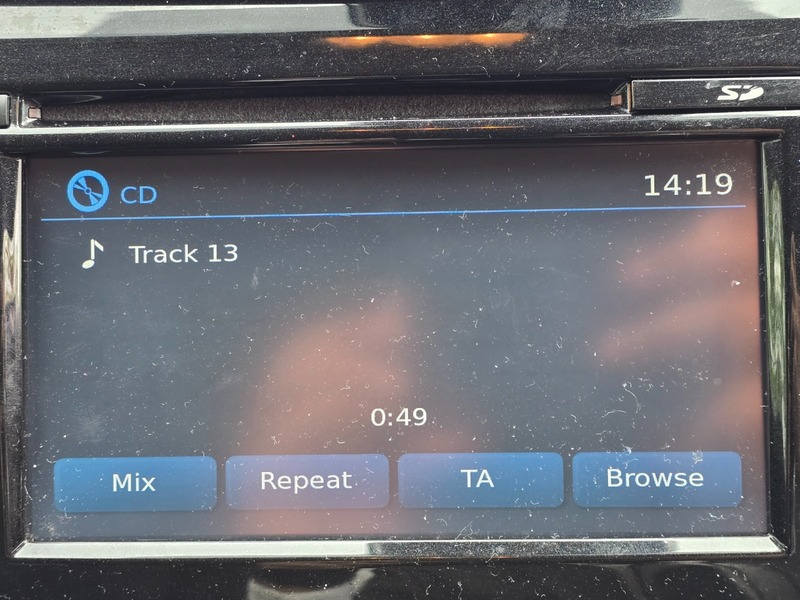 SD
CD 14:19
Track 13
0:49
Mix Repeat TA Browse